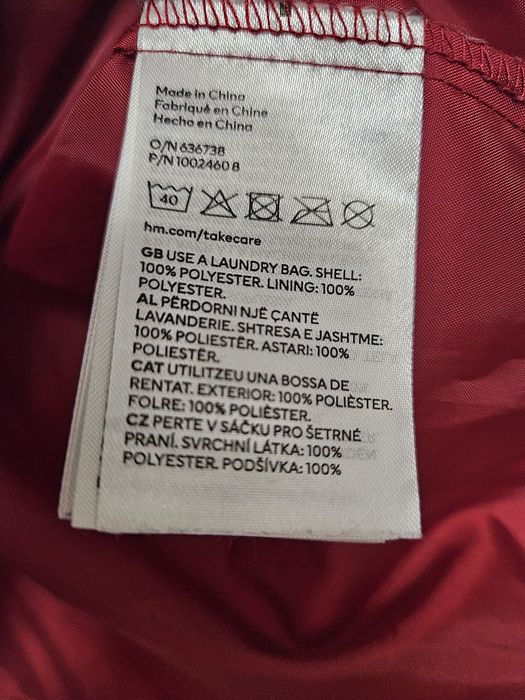 Made in China
Fabriqué en Chine
Hecho en China
O/N 636738
P/N 1002460 8
40
hm.com/takecare
GB USE A LAUNDRY BAG. SHELL:
100% POLYESTER. LINING: 100%
POLYESTER.
AL PËRDORNI NJË ÇANTË
LAVANDERIE. SHTRESA E JASHTME:
100% POLIESTËR. ASTARI: 100%
POLIESTËR.
CAT UTILITZEU UNA BOSSA DE
RENTAT. EXTERIOR: 100% POLIÈSTER.
FOLRE: 100% POLIÈSTER.
CZ PERTE V SÁČKU PRO ŠETRNÉ
PRANÍ. SVRCHNÍ LÁTKA: 100%
POLYESTER. PODŠÍVKA: 100%